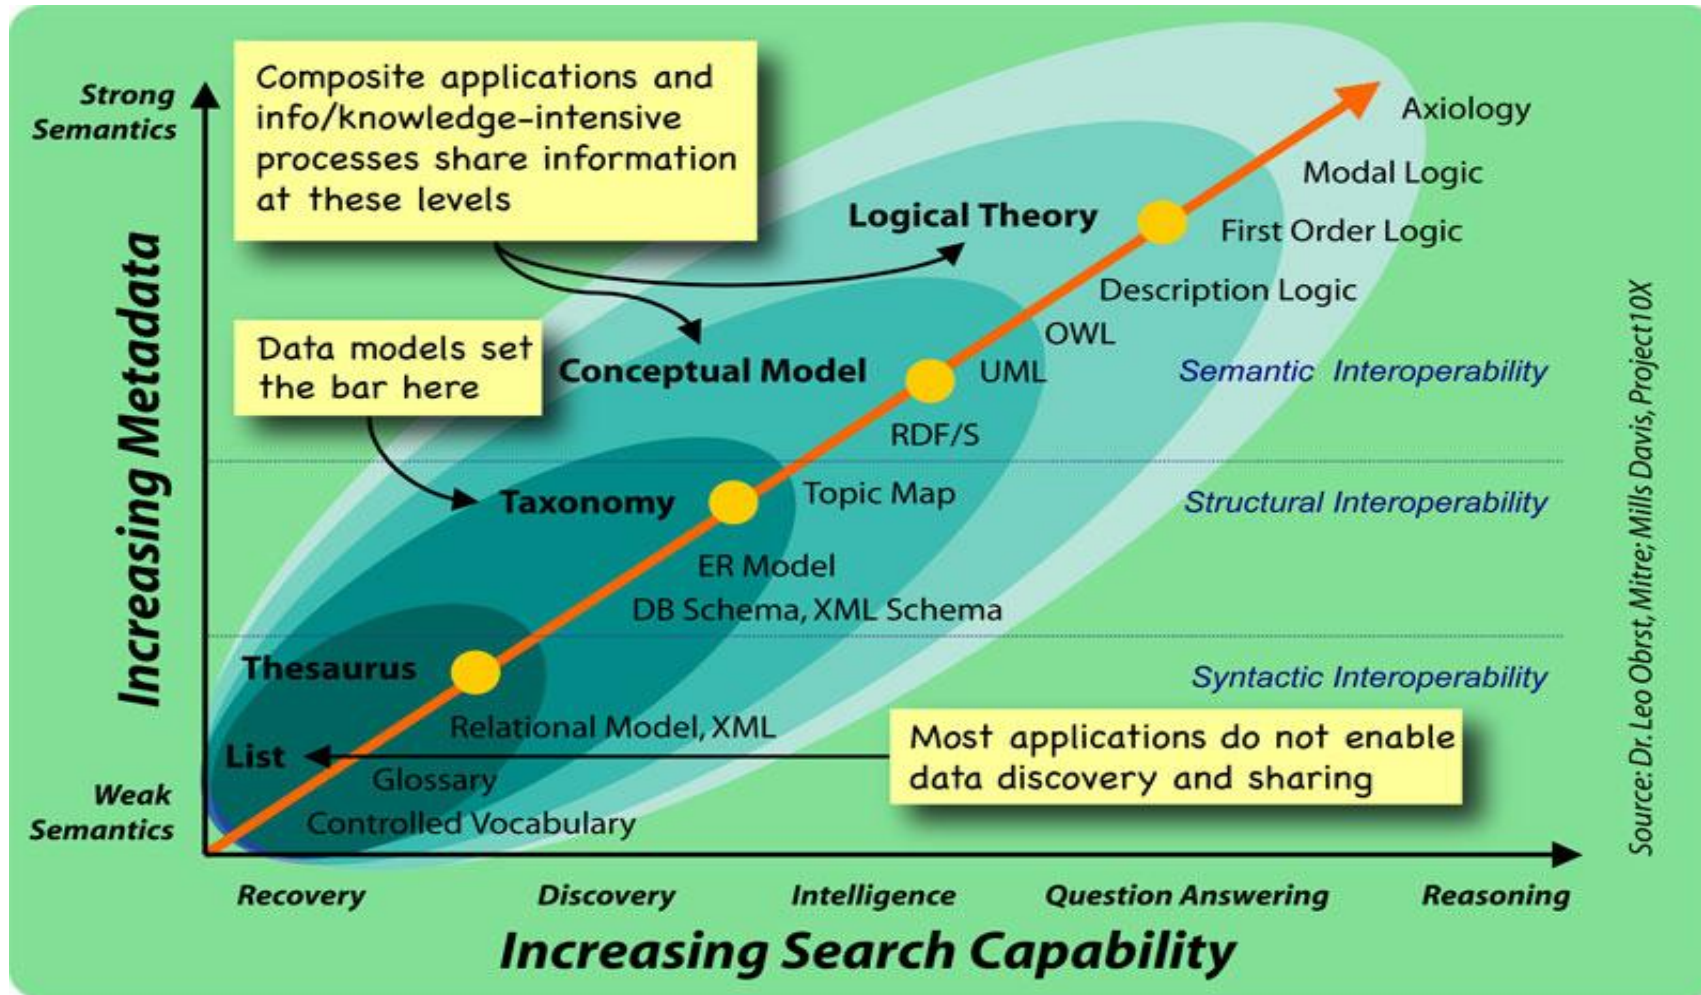 Strong
Semantics
Composite applications and
info/knowledge-intensive
processes share information
at these levels
Axiology
Modal Logic
Logical Theory
First Order Logic
Description Logic
OWL
Data models set
the bar here
Conceptual Model
UML
Semantic Interoperability
RDF/S
Taxonomy
Topic Map
Structural Interoperability
ER Model
DB Schema, XML Schema
Thesaurus
Syntactic Interoperability
Relational Model, XML
List
Most applications do not enable
data discovery and sharing
Glossary
Controlled Vocabulary
Weak
Semantics
Increasing Metadata
Recovery
Discovery
Intelligence
Question Answering
Reasoning
Increasing Search Capability
Source: Dr. Leo Obrst, Mitre; Mills Davis, Project10X